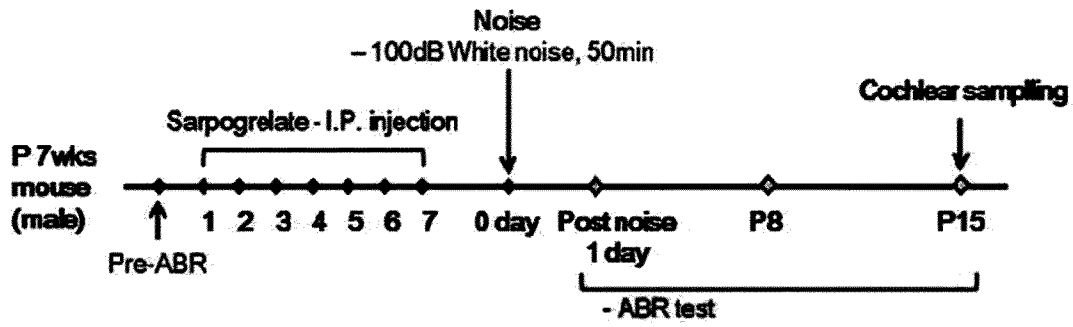 Noise
– 100dB White noise, 50min
Cochlear samplling
Sarpogrelate - I.P. injection
P 7wks
mouse
(male)
1 2 3 4 5 6 7 0 day Post noise P8 P15
1 day
Pre-ABR
- ABR test